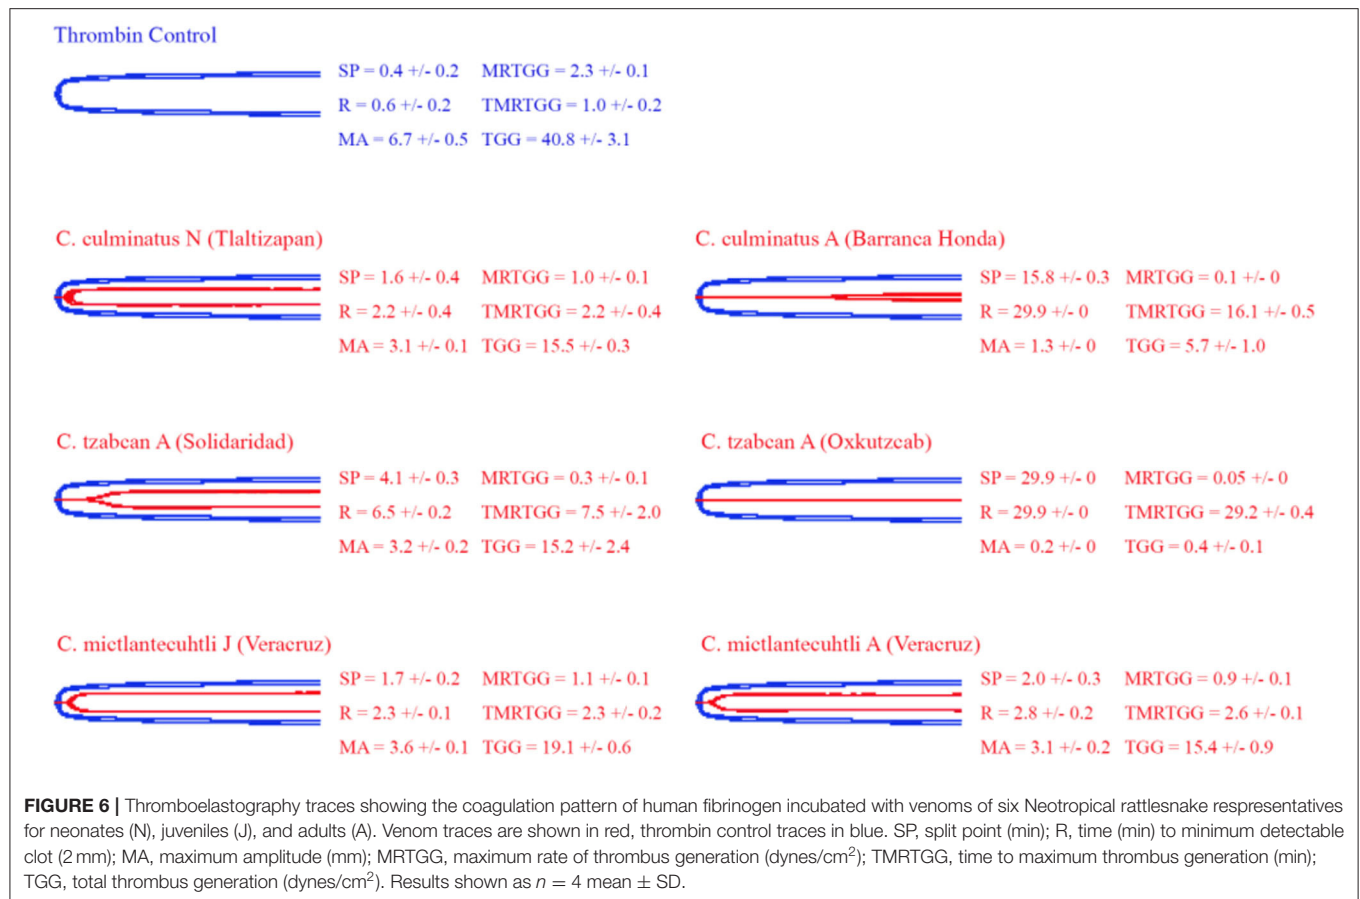 Thrombin Control
SP = 0.4 +/- 0.2 MRTGG = 2.3 +/- 0.1
R = 0.6 +/- 0.2 TMRTGG = 1.0 +/- 0.2
MA = 6.7 +/- 0.5 TGG = 40.8 +/- 3.1
C. culminatus N (Tlaltizapan)
SP = 1.6 +/- 0.4 MRTGG = 1.0 +/- 0.1
R = 2.2 +/- 0.4 TMRTGG = 2.2 +/- 0.4
MA = 3.1 +/- 0.1 TGG = 15.5 +/- 0.3
C. culminatus A (Barranca Honda)
SP = 15.8 +/- 0.3 MRTGG = 0.1 +/- 0
R = 29.9 +/- 0 TMRTGG = 16.1 +/- 0.5
MA = 1.3 +/- 0 TGG = 5.7 +/- 1.0
C. tzabcan A (Solidaridad)
SP = 4.1 +/- 0.3 MRTGG = 0.3 +/- 0.1
R = 6.5 +/- 0.2 TMRTGG = 7.5 +/- 2.0
MA = 3.2 +/- 0.2 TGG = 15.2 +/- 2.4
C. tzabcan A (Oxkutzcab)
SP = 29.9 +/- 0 MRTGG = 0.05 +/- 0
R = 29.9 +/- 0 TMRTGG = 29.2 +/- 0.4
MA = 0.2 +/- 0 TGG = 0.4 +/- 0.1
C. mictlantecuhtli J (Veracruz)
SP = 1.7 +/- 0.2 MRTGG = 1.1 +/- 0.1
R = 2.3 +/- 0.1 TMRTGG = 2.3 +/- 0.2
MA = 3.6 +/- 0.1 TGG = 19.1 +/- 0.6
C. mictlantecuhtli A (Veracruz)
SP = 2.0 +/- 0.3 MRTGG = 0.9 +/- 0.1
R = 2.8 +/- 0.2 TMRTGG = 2.6 +/- 0.1
MA = 3.1 +/- 0.2 TGG = 15.4 +/- 0.9
FIGURE 6 | Thromboelastography traces showing the coagulation pattern of human fibrinogen incubated with venoms of six Neotropical rattlesnake respresentatives
for neonates (N), juveniles (J), and adults (A). Venom traces are shown in red, thrombin control traces in blue. SP, split point (min); R, time (min) to minimum detectable
clot (2 mm); MA, maximum amplitude (mm); MRTGG, maximum rate of thrombus generation (dynes/cm²); TMRTGG, time to maximum thrombus generation (min);
TGG, total thrombus generation (dynes/cm²). Results shown as n = 4 mean ± SD.